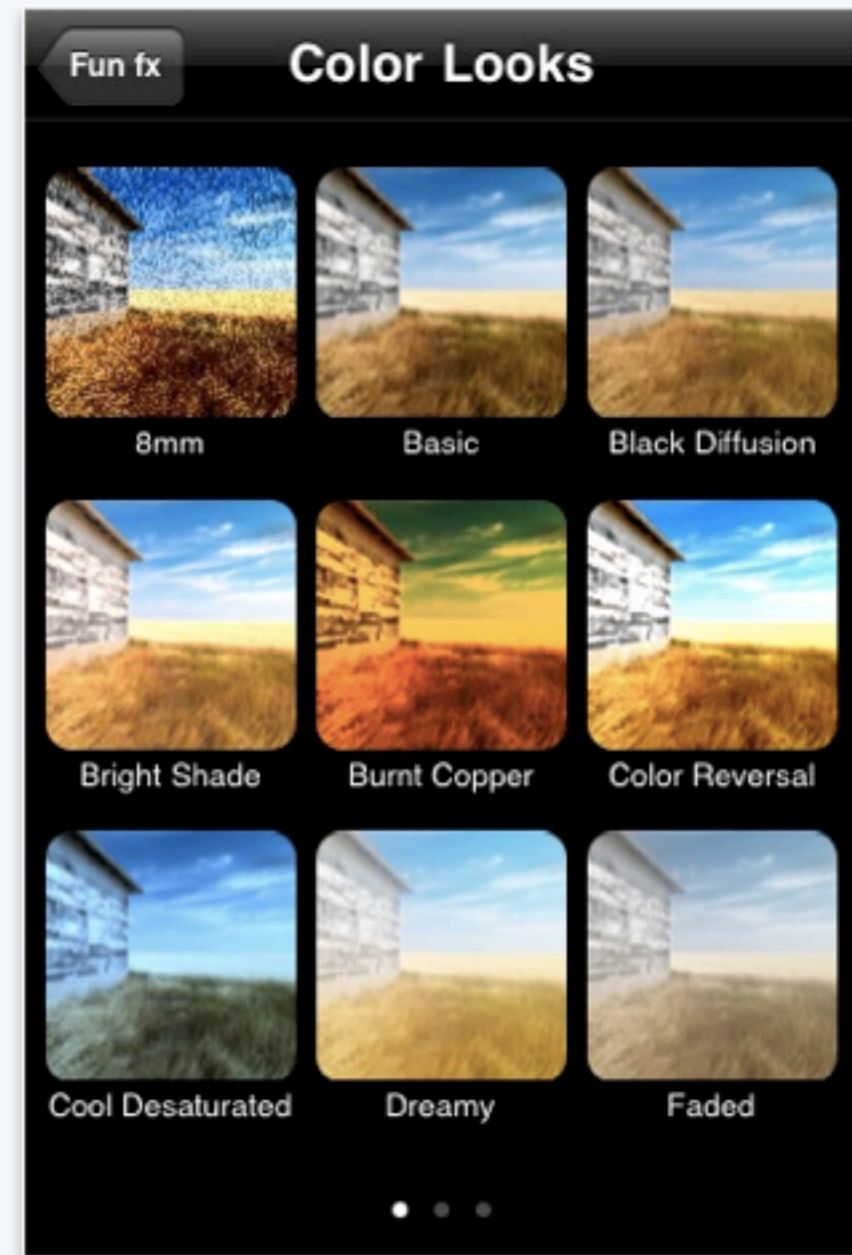 Fun fx
Color Looks
8mm
Basic
Black Diffusion
Bright Shade
Burnt Copper
Color Reversal
Cool Desaturated
Dreamy
Faded